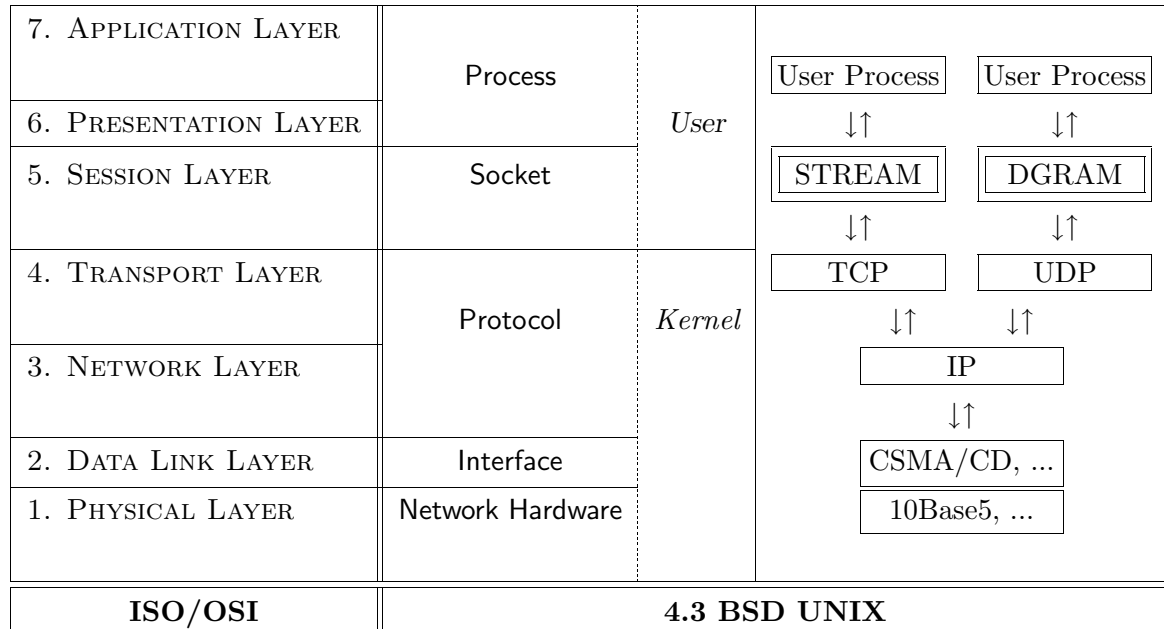 7. APPLICATION LAYER
Process
User Process
User Process
6. PRESENTATION LAYER
User
↓↑
↓↑
5. SESSION LAYER
Socket
STREAM
DGRAM
↓↑
↓↑
4. TRANSPORT LAYER
TCP
UDP
Protocol
Kernel
↓↑
↓↑
3. NETWORK LAYER
IP
↓↑
2. DATA LINK LAYER
Interface
CSMA/CD, ...
1. PHYSICAL LAYER
Network Hardware
10Base5, ...
ISO/OSI
4.3 BSD UNIX